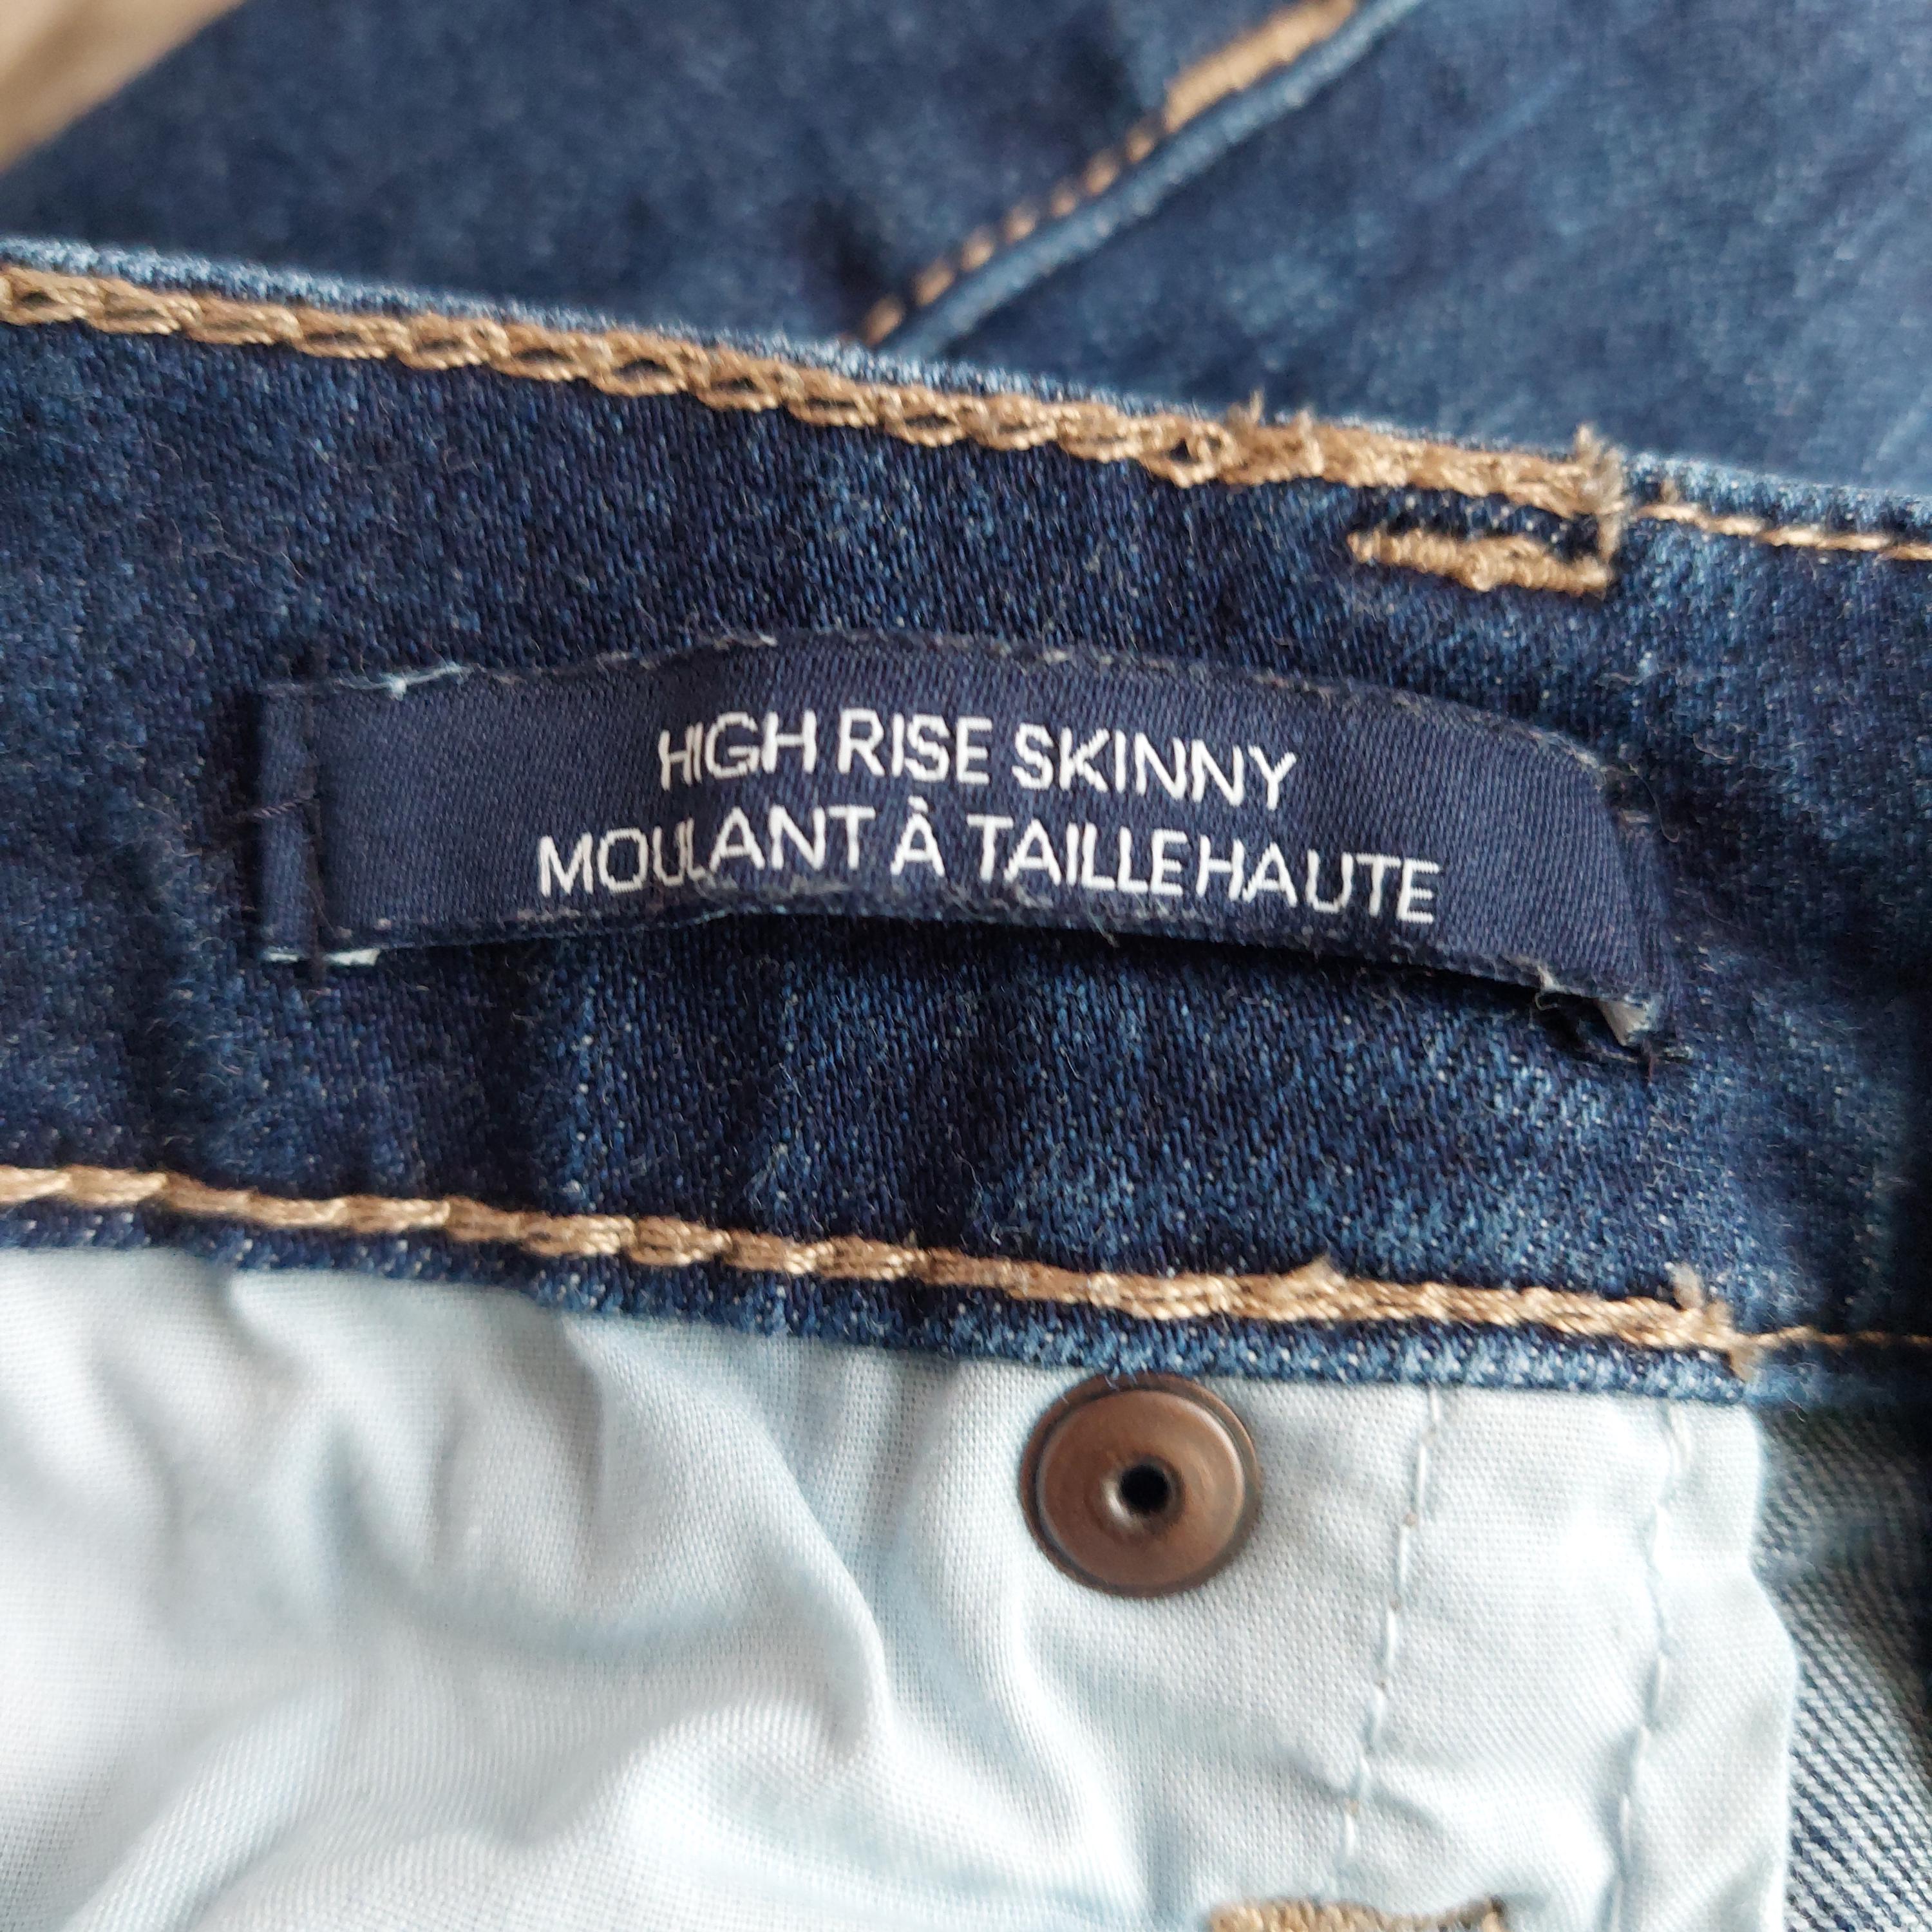 HIGH RISE SKINNY
MOULANT À TAILLE HAUTE